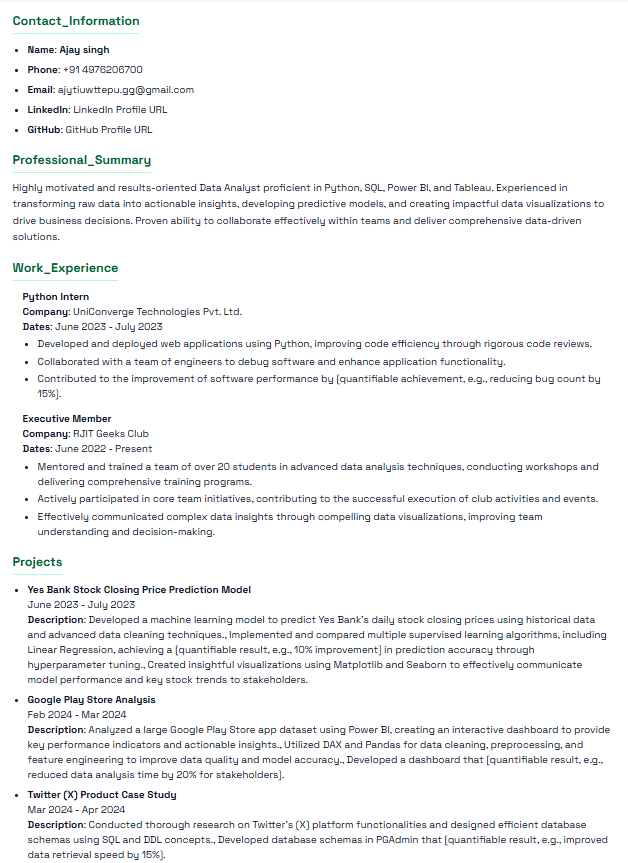 Contact_Information
• Name: Ajay singh
• Phone: +91 4976206700
• Email: ajytiuwttepu.gg@gmail.com
• LinkedIn: LinkedIn Profile URL
• GitHub: GitHub Profile URL
Professional_Summary
Highly motivated and results-oriented Data Analyst proficient in Python, SQL, Power BI, and Tableau. Experienced in
transforming raw data into actionable insights, developing predictive models, and creating impactful data visualizations to
drive business decisions. Proven ability to collaborate effectively within teams and deliver comprehensive data-driven
solutions.
Work_Experience
Python Intern
Company: UniConverge Technologies Pvt. Ltd.
Dates: June 2023 - July 2023
• Developed and deployed web applications using Python, improving code efficiency through rigorous code reviews.
• Collaborated with a team of engineers to debug software and enhance application functionality.
• Contributed to the improvement of software performance by [quantifiable achievement, e.g., reducing bug count by
15%].
Executive Member
Company: RJIT Geeks Club
Dates: June 2022 - Present
• Mentored and trained a team of over 20 students in advanced data analysis techniques, conducting workshops and
delivering comprehensive training programs.
• Actively participated in core team initiatives, contributing to the successful execution of club activities and events.
• Effectively communicated complex data insights through compelling data visualizations, improving team
understanding and decision-making.
Projects
• Yes Bank Stock Closing Price Prediction Model
June 2023 - July 2023
Description: Developed a machine learning model to predict Yes Bank's daily stock closing prices using historical data
and advanced data cleaning techniques., Implemented and compared multiple supervised learning algorithms, including
Linear Regression, achieving a [quantifiable result, e.g., 10% improvement] in prediction accuracy through
hyperparameter tuning., Created insightful visualizations using Matplotlib and Seaborn to effectively communicate
model performance and key stock trends to stakeholders.
• Google Play Store Analysis
Feb 2024 - Mar 2024
Description: Analyzed a large Google Play Store app dataset using Power BI, creating an interactive dashboard to provide
key performance indicators and actionable insights., Utilized DAX and Pandas for data cleaning, preprocessing, and
feature engineering to improve data quality and model accuracy., Developed a dashboard that [quantifiable result, e.g.,
reduced data analysis time by 20% for stakeholders].
• Twitter (X) Product Case Study
Mar 2024 - Apr 2024
Description: Conducted thorough research on Twitter's (X) platform functionalities and designed efficient database
schemas using SQL and DDL concepts., Developed database schemas in PGAdmin that [quantifiable result, e.g., improved
data retrieval speed by 15%].